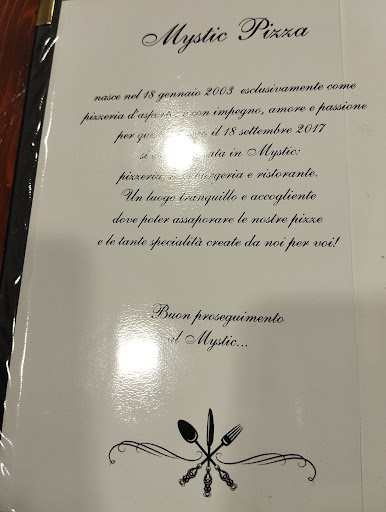 Mystic Pizza
nasce nel 18 gennaio 2003 esclusivamente come
pizzeria d'asporto con impegno, amore e passione
per il 18 settembre 2017
si in Mystic:
pizzeria, e ristorante.
Un luogo tranquillo e accogliente
dove poter assaporare le nostre pizze
e le tante specialità create da noi per voi!
Buon proseguimento
al Mystic...